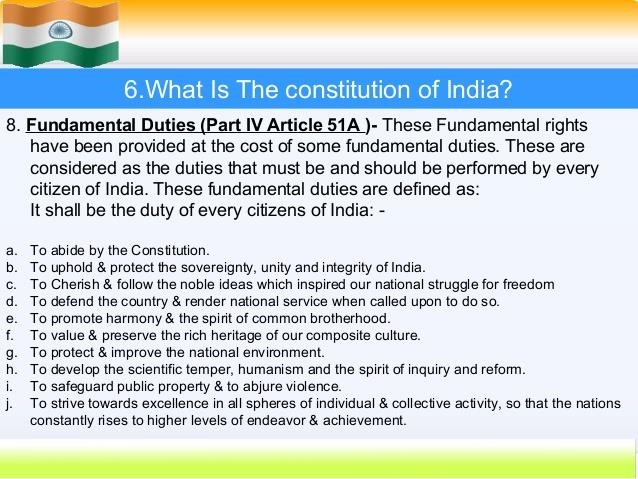 6.What Is The constitution of India?
8. Fundamental Duties (Part IV Article 51A )- These Fundamental rights
have been provided at the cost of some fundamental duties. These are
considered as the duties that must be and should be performed by every
citizen of India. These fundamental duties are defined as:
It shall be the duty of every citizens of India: -
a. To abide by the Constitution.
b. To uphold & protect the sovereignty, unity and integrity of India.
c. To Cherish & follow the noble ideas which inspired our national struggle for freedom
d. To defend the country & render national service when called upon to do so.
e. To promote harmony & the spirit of common brotherhood.
f. To value & preserve the rich heritage of our composite culture.
g. To protect & improve the national environment.
h. To develop the scientific temper, humanism and the spirit of inquiry and reform.
i. To safeguard public property & to abjure violence.
j. To strive towards excellence in all spheres of individual & collective activity, so that the nations
constantly rises to higher levels of endeavor & achievement.